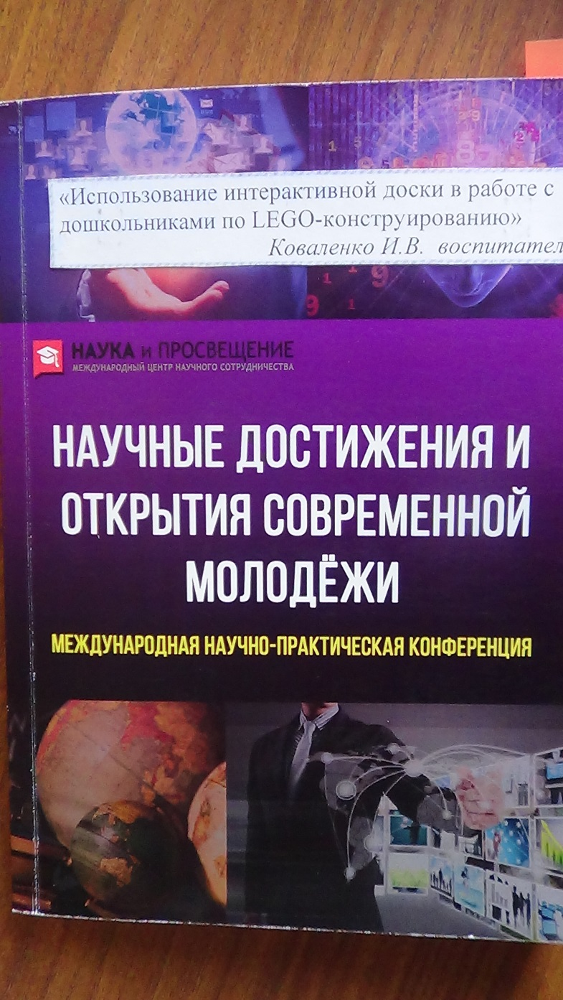 «Использование интерактивной доски в работе с
дошкольниками по LEGO-конструированию»
Коваленко И.В. воспитател
НАУКА и ПРОСВЕЩЕНИЕ
МЕЖДУНАРОДНЫЙ ЦЕНТР НАУЧНОГО СОТРУДНИЧЕСТВА
НАУЧНЫЕ ДОСТИЖЕНИЯ И
ОТКРЫТИЯ СОВРЕМЕННОЙ
МОЛОДЁЖИ
МЕЖДУНАРОДНАЯ НАУЧНО-ПРАКТИЧЕСКАЯ КОНФЕРЕНЦИЯ